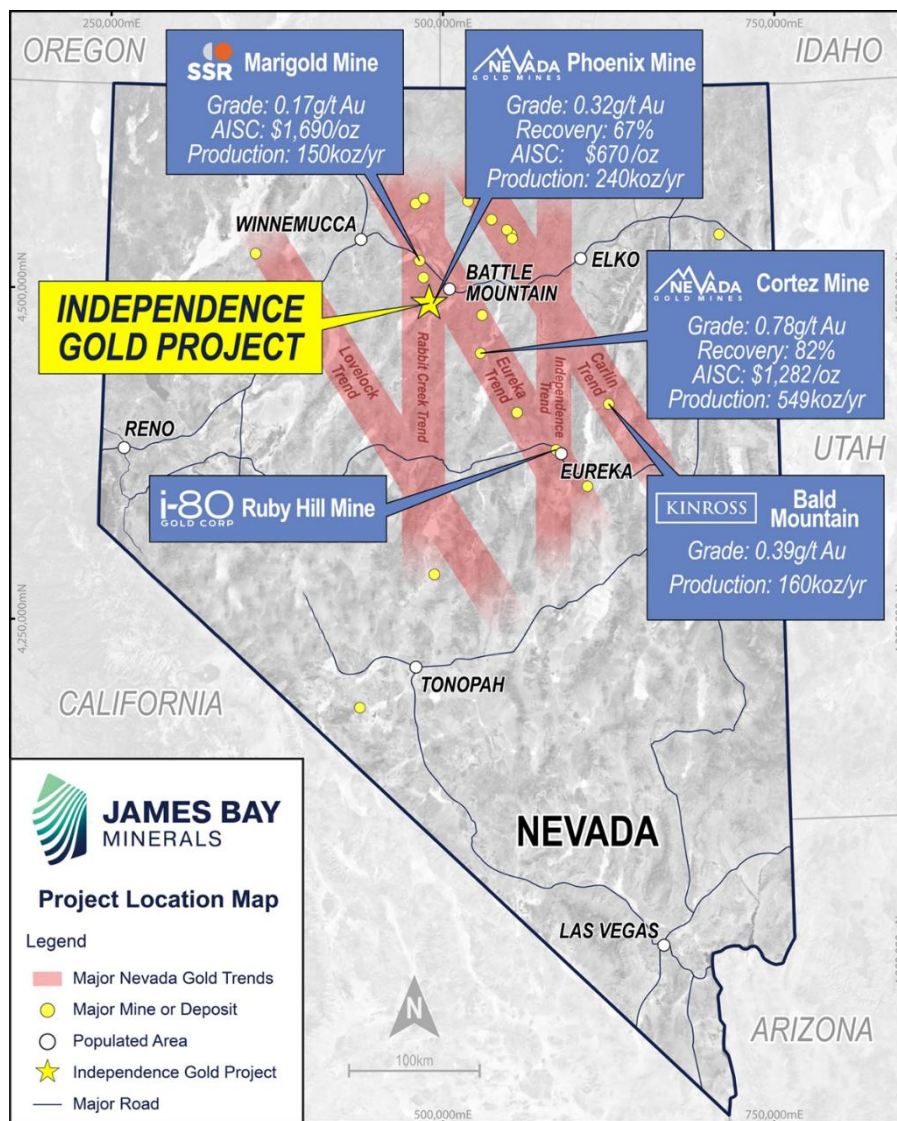 250,000mE
500,000mE
750,000mE
OREGON
IDAHO
SSR Marigold Mine
Grade: 0.17g/t Au
AISC: $1,690/oz
Production: 150koz/yr
NEVADA GOLD MINES Phoenix Mine
Grade: 0.32g/t Au
Recovery: 67%
AISC: $670/oz
Production: 240koz/yr
WINNEMUCCA
ELKO
BATTLE
MOUNTAIN
4,500,000mN
INDEPENDENCE
GOLD PROJECT
NEVADA GOLD MINES Cortez Mine
Grade: 0.78g/t Au
Recovery: 82%
AISC: $1,282/oz
Production: 549koz/yr
Lovelock
Trend
Rabbit Creek Trend
Eureka
Trend
Independence
Trend
Carlin
Trend
RENO
UTAH
EUREKA
i-80
GOLD CORP
Ruby Hill Mine
KINROSS
Bald
Mountain
Grade: 0.39g/t Au
Production: 160koz/yr
4,250,000mN
TONOPAH
CALIFORNIA
NEVADA
LAS VEGAS
ARIZONA
JAMES BAY
MINERALS
Project Location Map
Legend
Major Nevada Gold Trends
Major Mine or Deposit
Populated Area
Independence Gold Project
Major Road
N
100km
500,000mE
750,000mE